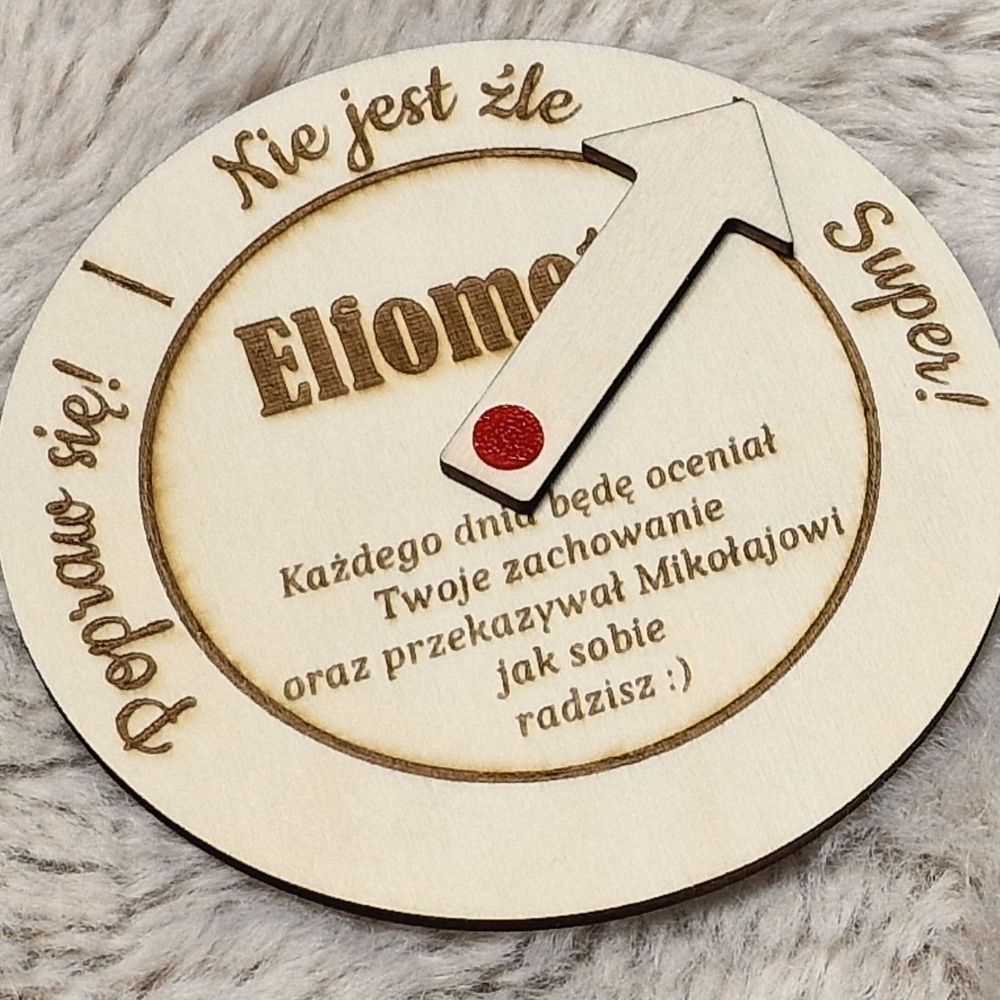 Popraw się!
Nie jest źle
Super!
Każdego dnia będę oceniał
Twoje zachowanie
oraz przekazywał Mikołajowi
jak sobie
radzisz :)